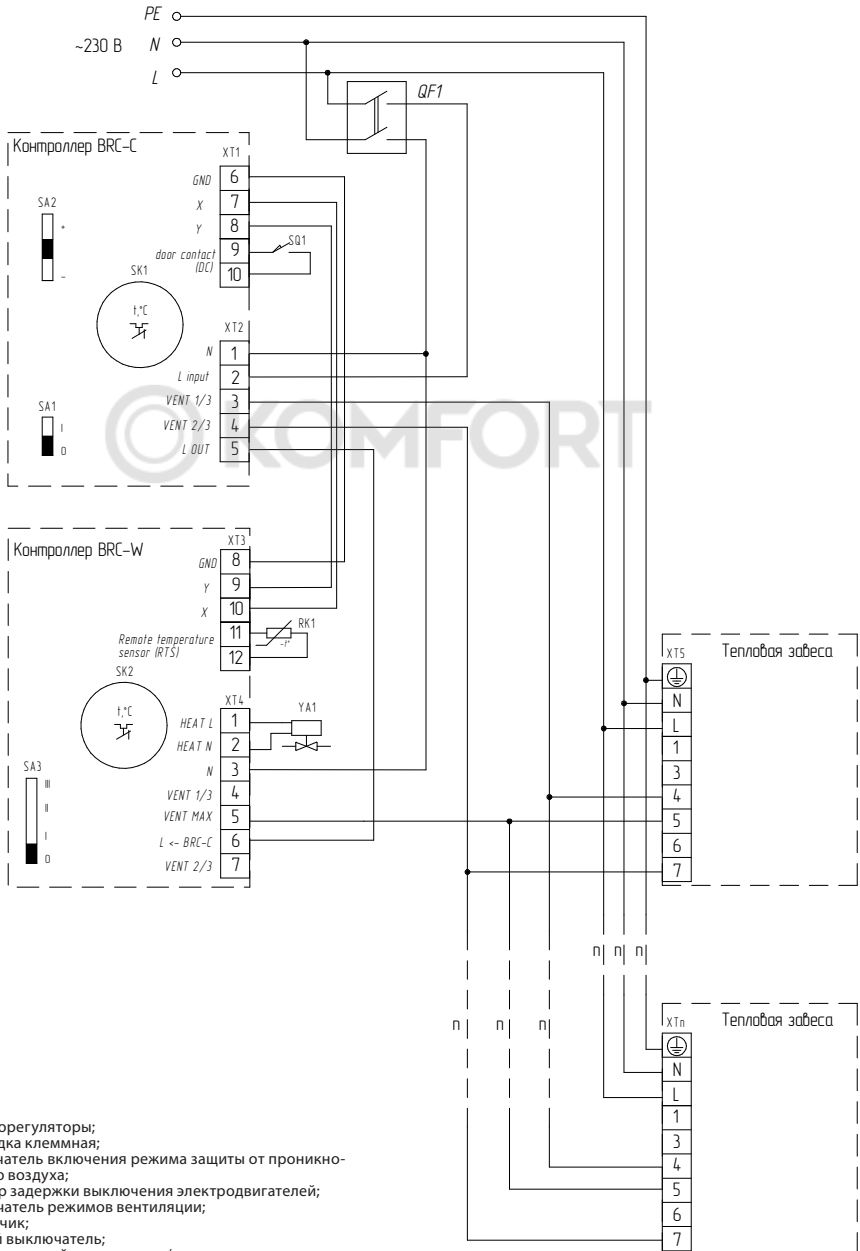 PE
~230 В N
L
QF1
Контроллер BRC-C
XT1
GND 6
X 7
Y 8
door contact (DC) 9
10
SQ1
SA2
+
-
SK1
t,°C
XT2
N 1
L input 2
VENT 1/3 3
VENT 2/3 4
L OUT 5
SA1
I
0
KOMFORT
Контроллер BRC-W
XT3
GND 8
Y 9
X 10
Remote temperature 11
sensor (RTS) 12
RK1
-t°
SK2
t,°C
XT4
HEAT L 1
HEAT N 2
N 3
VENT 1/3 4
VENT MAX 5
L <- BRC-C 6
VENT 2/3 7
YA1
SA3
III
II
I
0
XT5
Тепловая завеса
N
L
1
3
4
5
6
7
n n n
n n n
XTn
Тепловая завеса
N
L
1
3
4
5
6
7
орегуляторы;
дка клеммная;
чатель включения режима защиты от проникно-
о воздуха;
р задержки выключения электродвигателей;
чатель режимов вентиляции;
чик;
й выключатель;